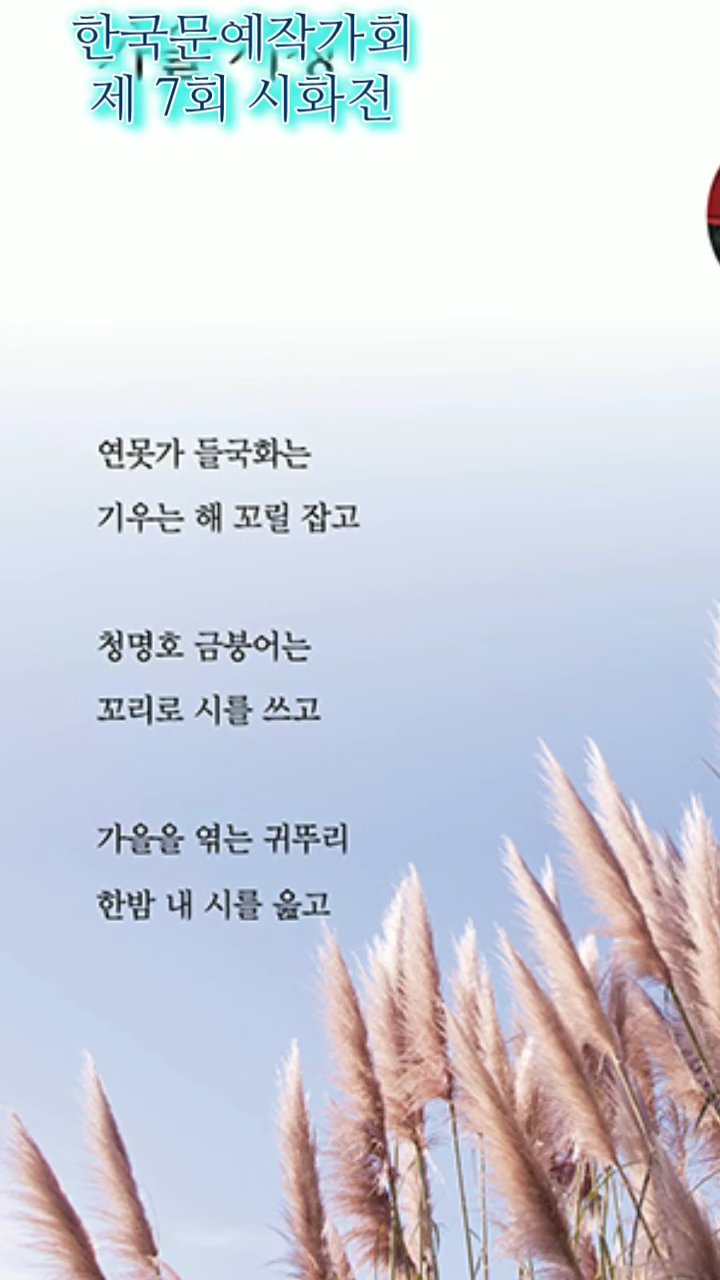 한국문예작가회
제 7회 시화전
연못가 들국화는
기우는 해 꼬릴 잡고
청명호 금붕어는
꼬리로 시를 쓰고
가을을 엮는 귀뚜리
한밤 내 시를 읊고